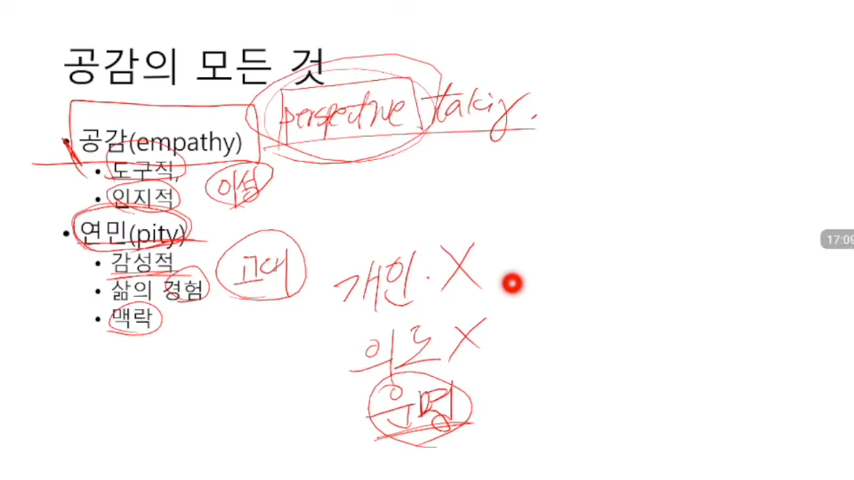 공감의 모든 것
perspective taking.
• 공감(empathy)
• 도구적,
• 인지적
이성
• 연민(pity)
• 감성적
• 삶의 경험
• 맥락
고대
개인. X
의도 X
운명
17:09